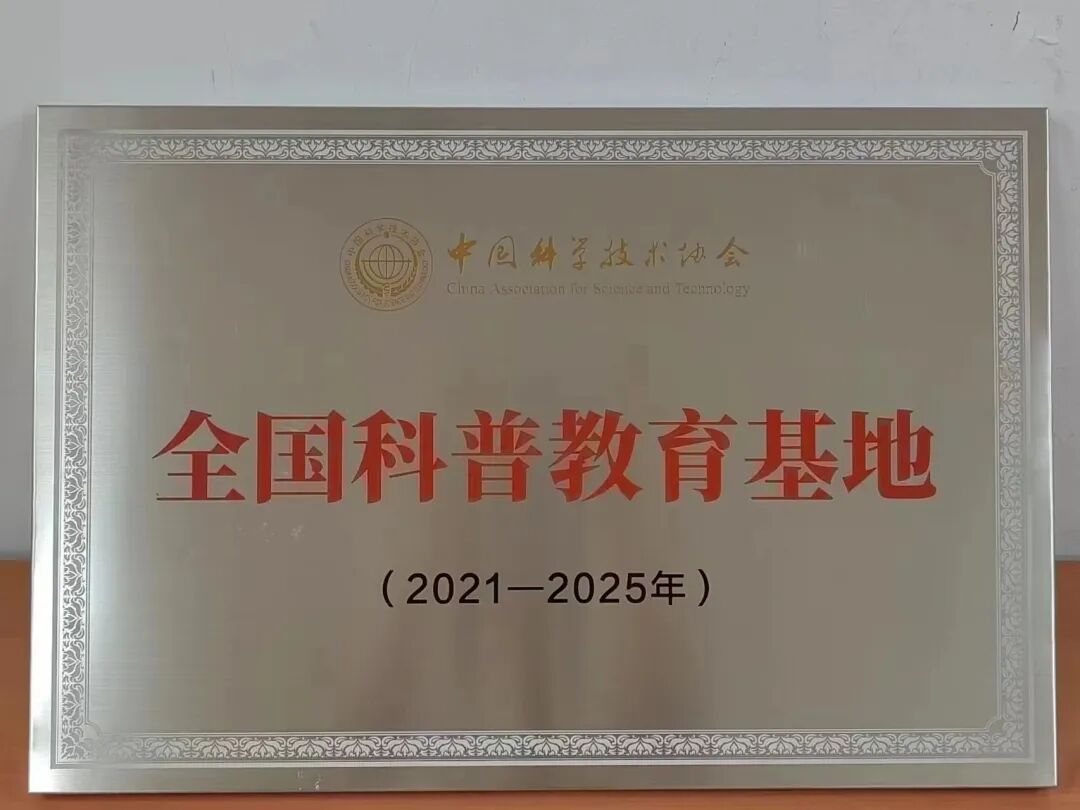 中国科学技术协会
China Association for Science and Technology
全国科普教育基地
（2021—2025年）